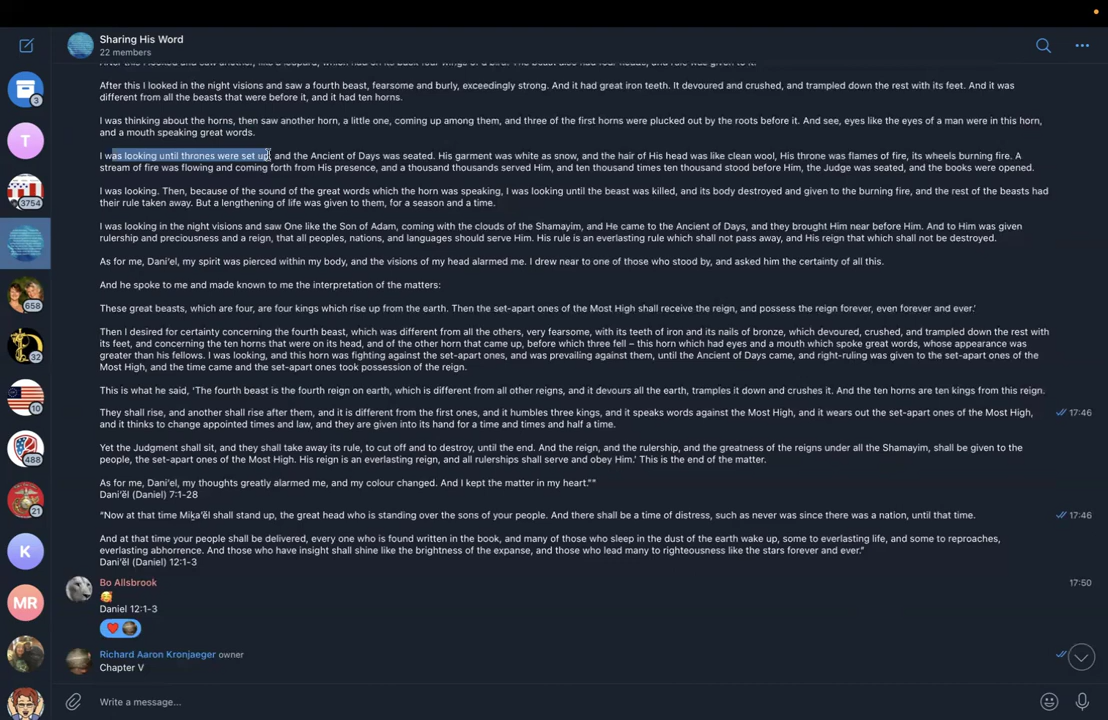 Sharing His Word
22 members
After this I looked in the night visions and saw a fourth beast, fearsome and burly, exceedingly strong. And it had great iron teeth. It devoured and crushed, and trampled down the rest with its feet. And it was
different from all the beasts that were before it, and it had ten horns.
I was thinking about the horns, then saw another horn, a little one, coming up among them, and three of the first horns were plucked out by the roots before it. And see, eyes like the eyes of a man were in this horn,
and a mouth speaking great words.
I was looking until thrones were set up, and the Ancient of Days was seated. His garment was white as snow, and the hair of His head was like clean wool, His throne was flames of fire, its wheels burning fire. A
stream of fire was flowing and coming forth from His presence, and a thousand thousands served Him, and ten thousand times ten thousand stood before Him, the Judge was seated, and the books were opened.
I was looking. Then, because of the sound of the great words which the horn was speaking, I was looking until the beast was killed, and its body destroyed and given to the burning fire, and the rest of the beasts had
their rule taken away. But a lengthening of life was given to them, for a season and a time.
I was looking in the night visions and saw One like the Son of Adam, coming with the clouds of the Shamayim, and He came to the Ancient of Days, and they brought Him near before Him. And to Him was given
rulership and preciousness and a reign, that all peoples, nations, and languages should serve Him. His rule is an everlasting rule which shall not pass away, and His reign that which shall not be destroyed.
As for me, Dani'el, my spirit was pierced within my body, and the visions of my head alarmed me. I drew near to one of those who stood by, and asked him the certainty of all this.
And he spoke to me and made known to me the interpretation of the matters:
These great beasts, which are four, are four kings which rise up from the earth. Then the set-apart ones of the Most High shall receive the reign, and possess the reign forever, even forever and ever.'
Then I desired for certainty concerning the fourth beast, which was different from all the others, very fearsome, with its teeth of iron and its nails of bronze, which devoured, crushed, and trampled down the rest with
its feet, and concerning the ten horns that were on its head, and of the other horn that came up, before which three fell – this horn which had eyes and a mouth which spoke great words, whose appearance was
greater than his fellows. I was looking, and this horn was fighting against the set-apart ones, and was prevailing against them, until the Ancient of Days came, and right-ruling was given to the set-apart ones of the
Most High, and the time came and the set-apart ones took possession of the reign.
This is what he said, 'The fourth beast is the fourth reign on earth, which is different from all other reigns, and it devours all the earth, tramples it down and crushes it. And the ten horns are ten kings from this reign.
They shall rise, and another shall rise after them, and it is different from the first ones, and it humbles three kings, and it speaks words against the Most High, and it wears out the set-apart ones of the Most High,
17:46
and it thinks to change appointed times and law, and they are given into its hand for a time and times and half a time.
Yet the Judgment shall sit, and they shall take away its rule, to cut off and to destroy, until the end. And the reign, and the rulership, and the greatness of the reigns under all the Shamayim, shall be given to the
people, the set-apart ones of the Most High. His reign is an everlasting reign, and all rulerships shall serve and obey Him.' This is the end of the matter.
As for me, Dani'el, my thoughts greatly alarmed me, and my colour changed. And I kept the matter in my heart.""
Dani'ĕl (Daniel) 7:1-28
"Now at that time Miḵa'ĕl shall stand up, the great head who is standing over the sons of your people. And there shall be a time of distress, such as never was since there was a nation, until that time.
17:46
And at that time your people shall be delivered, every one who is found written in the book, and many of those who sleep in the dust of the earth wake up, some to everlasting life, and some to reproaches,
everlasting abhorrence. And those who have insight shall shine like the brightness of the expanse, and those who lead many to righteousness like the stars forever and ever."
Dani'ĕl (Daniel) 12:1-3
Bo Allsbrook
17:50
Daniel 12:1-3
Richard Aaron Kronjaeger owner
Chapter V
Write a message...
3
T
3754
658
32
10
488
21
K
MR